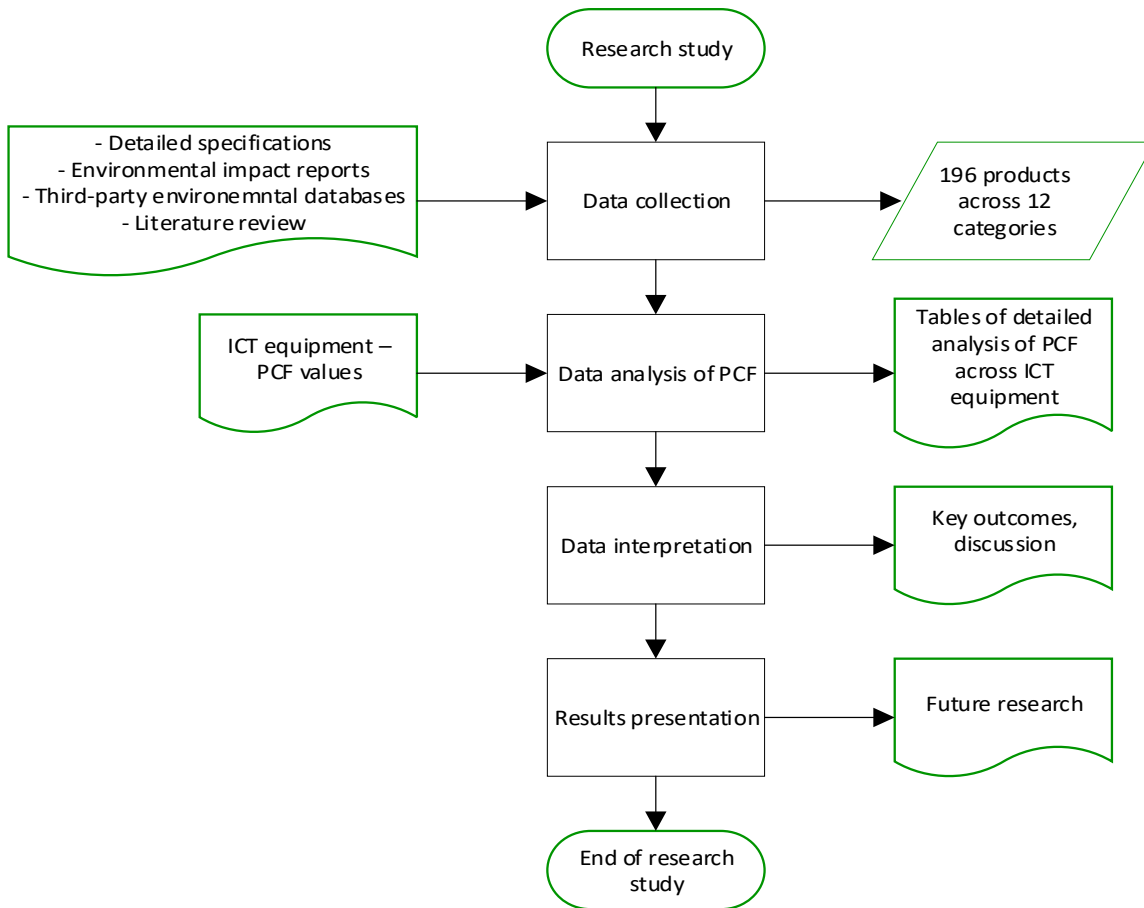 Research study
- Detailed specifications
- Environmental impact reports
- Third-party environemntal databases
- Literature review
Data collection
196 products
across 12
categories
ICT equipment –
PCF values
Data analysis of PCF
Tables of detailed
analysis of PCF
across ICT
equipment
Data interpretation
Key outcomes,
discussion
Results presentation
Future research
End of research
study